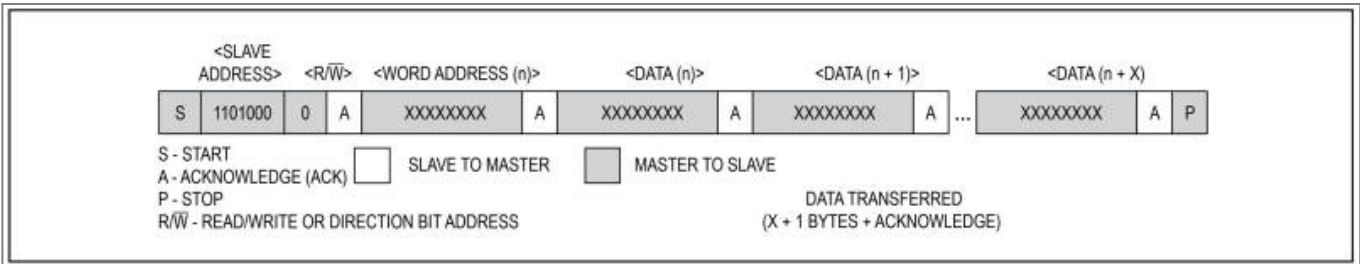 <SLAVE
ADDRESS> <R/W̅> <WORD ADDRESS (n)> <DATA (n)> <DATA (n + 1)> <DATA (n + X)
S 1101000 0 A XXXXXXXX A XXXXXXXX A XXXXXXXX A ... XXXXXXXX A P
S - START
A - ACKNOWLEDGE (ACK) SLAVE TO MASTER MASTER TO SLAVE
P - STOP DATA TRANSFERRED
R/W̅ - READ/WRITE OR DIRECTION BIT ADDRESS (X + 1 BYTES + ACKNOWLEDGE)